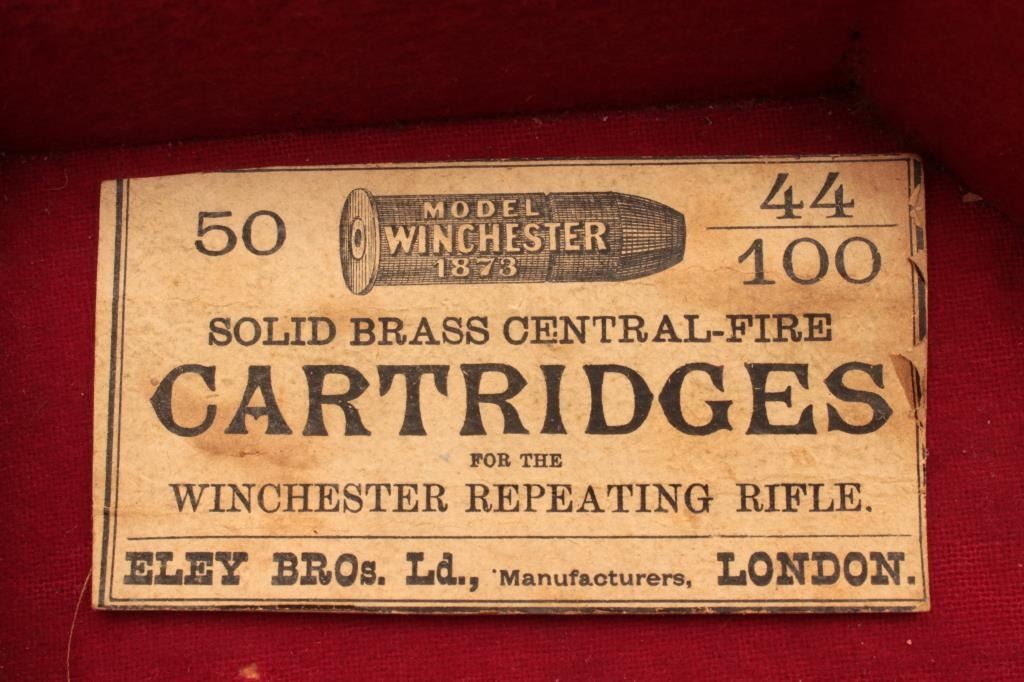 50
MODEL
WINCHESTER
1873
44
100
SOLID BRASS CENTRAL-FIRE
CARTRIDGES
FOR THE
WINCHESTER REPEATING RIFLE.
ELEY BROs. Ld., Manufacturers, LONDON.